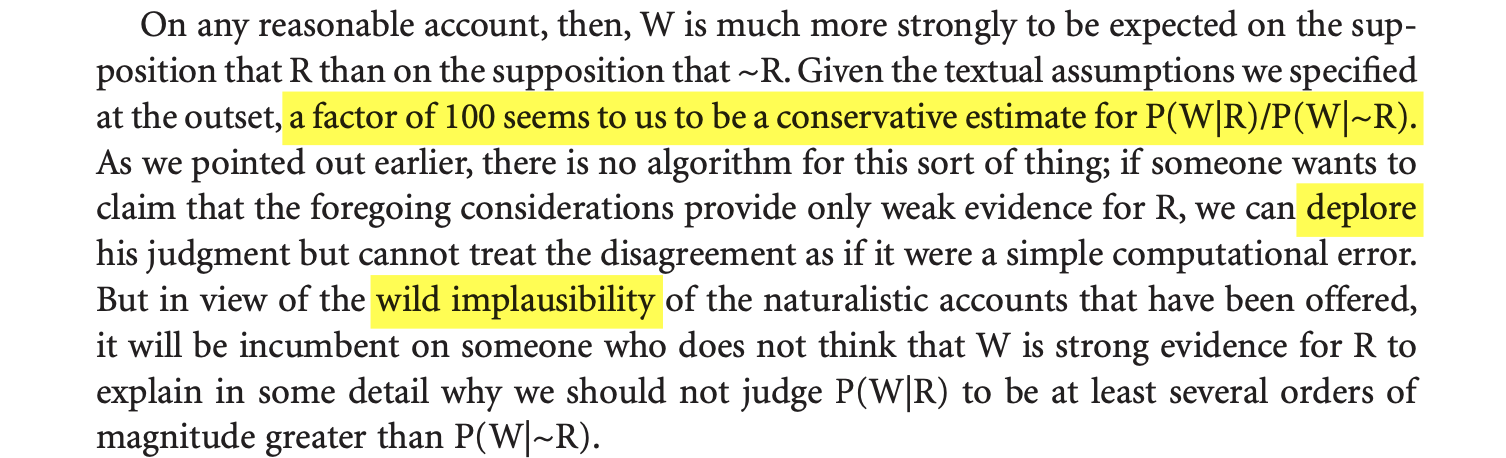 On any reasonable account, then, W is much more strongly to be expected on the sup-
position that R than on the supposition that ~R. Given the textual assumptions we specified
at the outset, a factor of 100 seems to us to be a conservative estimate for P(W|R)/P(W|~R).
As we pointed out earlier, there is no algorithm for this sort of thing; if someone wants to
claim that the foregoing considerations provide only weak evidence for R, we can deplore
his judgment but cannot treat the disagreement as if it were a simple computational error.
But in view of the wild implausibility of the naturalistic accounts that have been offered,
it will be incumbent on someone who does not think that W is strong evidence for R to
explain in some detail why we should not judge P(W|R) to be at least several orders of
magnitude greater than P(W|~R).